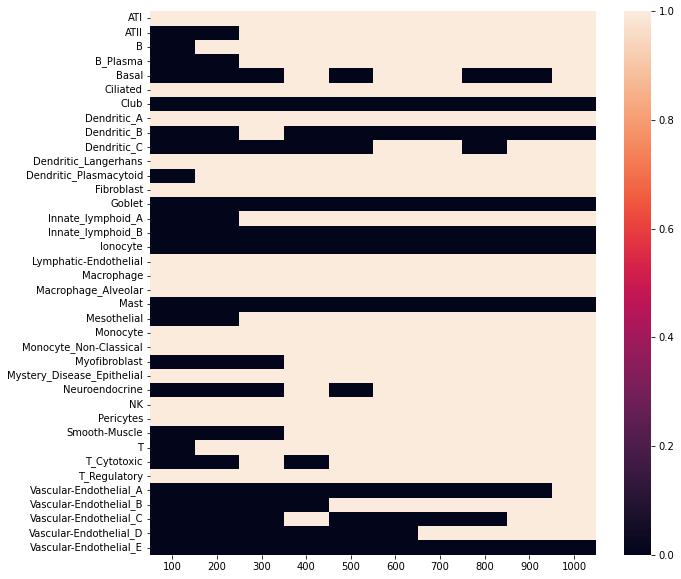 ATI
ATII
B
B_Plasma
Basal
Ciliated
Club
Dendritic_A
Dendritic_B
Dendritic_C
Dendritic_Langerhans
Dendritic_Plasmacytoid
Fibroblast
Goblet
Innate_lymphoid_A
Innate_lymphoid_B
Ionocyte
Lymphatic-Endothelial
Macrophage
Macrophage_Alveolar
Mast
Mesothelial
Monocyte
Monocyte_Non-Classical
Myofibroblast
Mystery_Disease_Epithelial
Neuroendocrine
NK
Pericytes
Smooth-Muscle
T
T_Cytotoxic
T_Regulatory
Vascular-Endothelial_A
Vascular-Endothelial_B
Vascular-Endothelial_C
Vascular-Endothelial_D
Vascular-Endothelial_E
100 200 300 400 500 600 700 800 900 1000
1.0
0.8
0.6
0.4
0.2
0.0